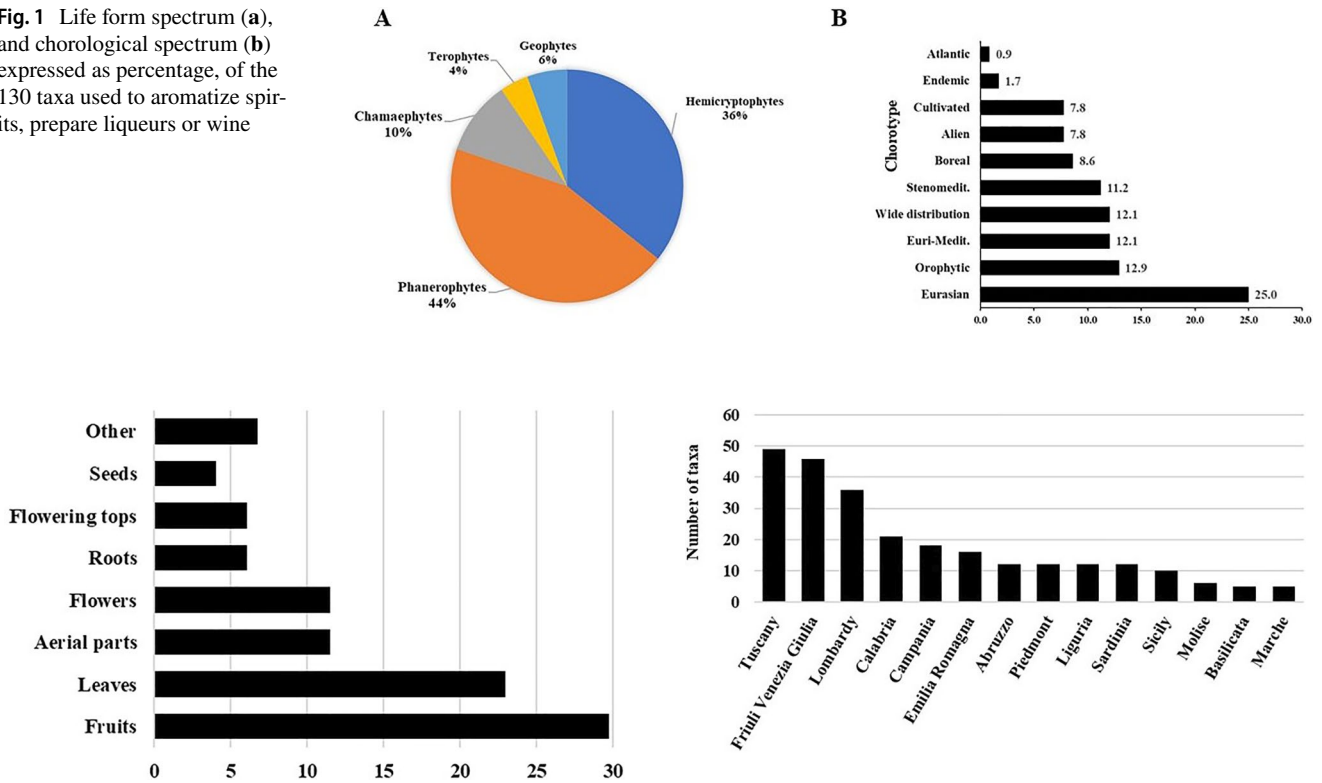 Fig. 1 Life form spectrum (a),
and chorological spectrum (b)
expressed as percentage, of the
130 taxa used to aromatize spir-
its, prepare liqueurs or wine
A
Geophytes
6%
Terophytes
4%
Chamaephytes
10%
Hemicryptophytes
36%
Phanerophytes
44%
B
Chorotype
Atlantic 0.9
Endemic 1.7
Cultivated 7.8
Alien 7.8
Boreal 8.6
Stenomedit. 11.2
Wide distribution 12.1
Euri-Medit. 12.1
Orophytic 12.9
Eurasian 25.0
0.0 5.0 10.0 15.0 20.0 25.0 30.0
Other
Seeds
Flowering tops
Roots
Flowers
Aerial parts
Leaves
Fruits
0 5 10 15 20 25 30
Number of taxa
60
50
40
30
20
10
0
Tuscany
Friuli Venezia Giulia
Lombardy
Calabria
Campania
Emilia Romagna
Abruzzo
Piedmont
Liguria
Sardinia
Sicily
Molise
Basilicata
Marche